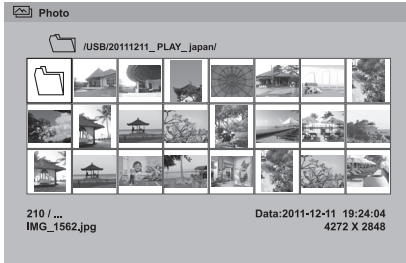 Photo
/USB/20111211_ PLAY_ japan/
210 / ...
Data:2011-12-11 19:24:04
IMG_1562,jpg
4272 X 2848